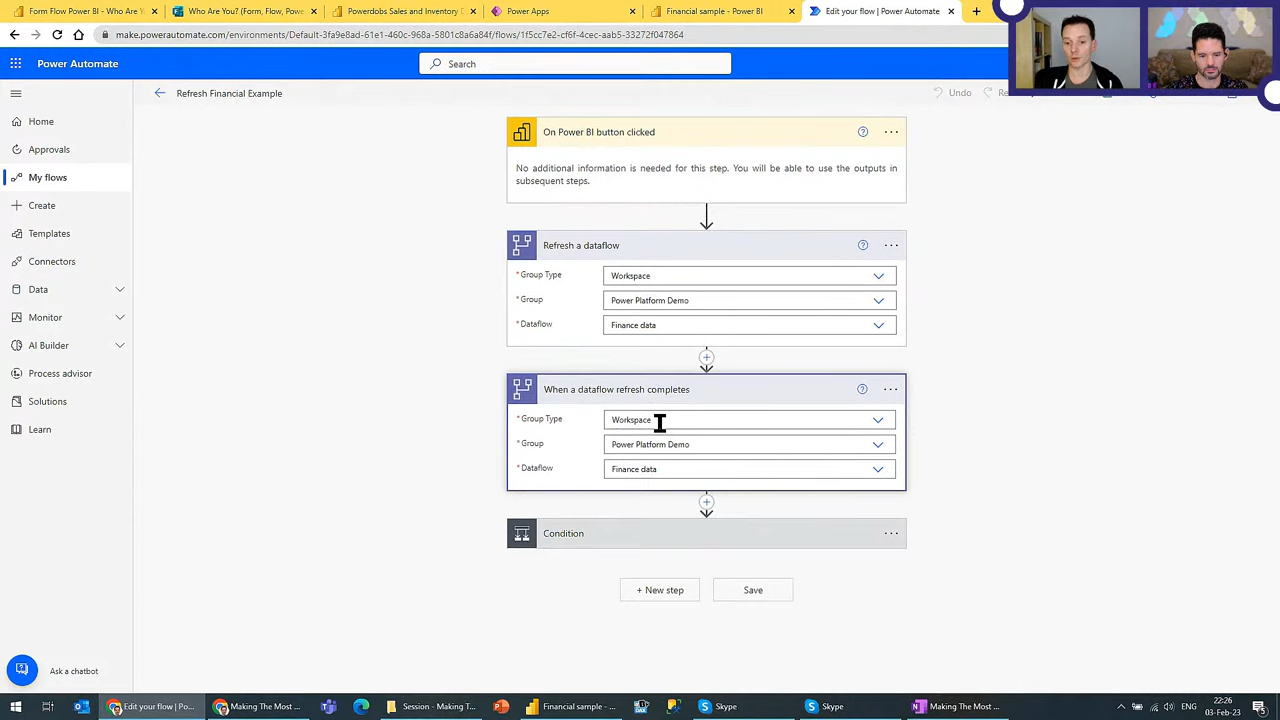 Form Flow Power BI - Who Are Yo
Who Are You? (Form, Flow, Powe
Powerdobs Sales and Inventory D
Power Apps
Financial sample - Power BI
Edit your flow | Power Automate
make.powerautomate.com/environments/Default-3fa9e8ad-61e1-460c-968a-5801c8a6a84f/flows/1f5cc7e2-cf6f-4cec-aab5-33272f047864
Power Automate
Search
Refresh Financial Example
Undo
Home
Approvals
My flows
Create
Templates
Connectors
Data
Monitor
AI Builder
Process advisor
Solutions
Learn
Ask a chatbot
On Power BI button clicked
No additional information is needed for this step. You will be able to use the outputs in
subsequent steps.
Refresh a dataflow
* Group Type Workspace
* Group Power Platform Demo
* Dataflow Finance data
When a dataflow refresh completes
* Group Type Workspace
* Group Power Platform Demo
* Dataflow Finance data
Condition
+ New step
Save
Edit your flow | Po...
Making The Most ...
Session - Making T...
Financial sample -...
Skype
Skype
Making The Most ...
22:26
03-Feb-23